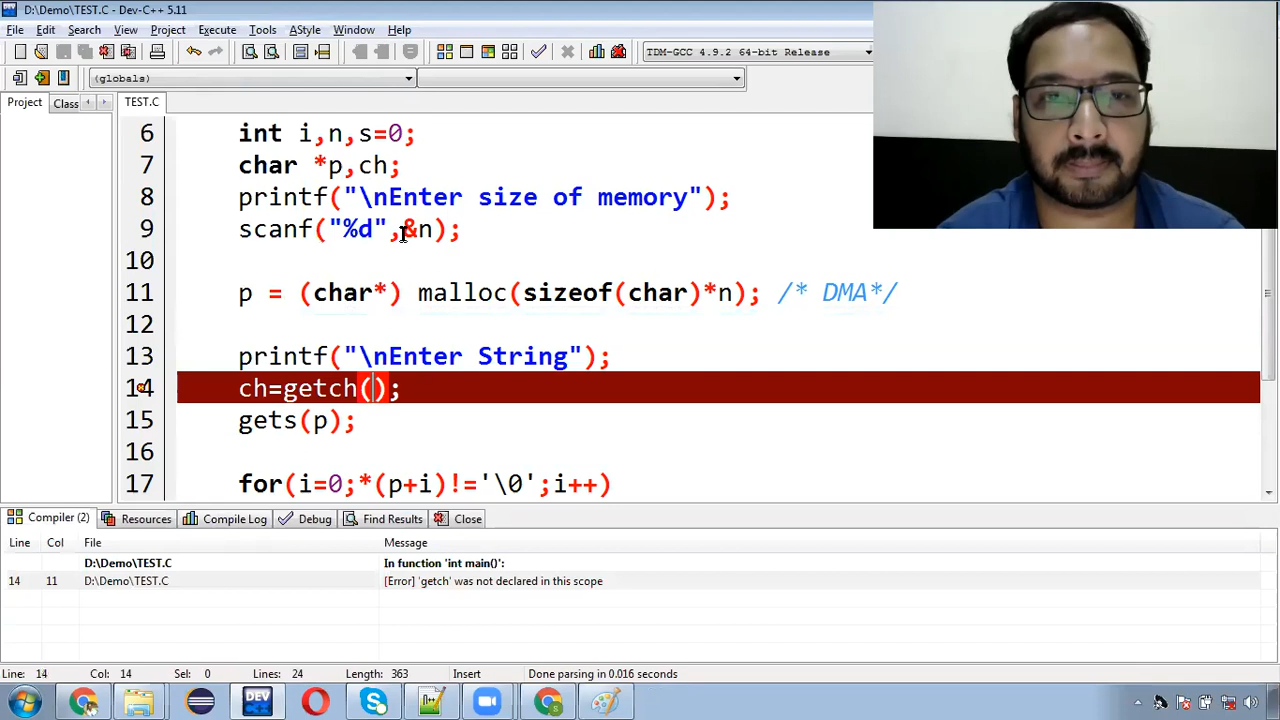 D:\Demo\TEST.C - Dev-C++ 5.11
File Edit Search View Project Execute Tools AStyle Window Help
TDM-GCC 4.9.2 64-bit Release
(globals)
Project Class TEST.C
6 int i,n,s=0;
7 char *p,ch;
8 printf("\nEnter size of memory");
9 scanf("%d",&n);
10
11 p = (char*) malloc(sizeof(char)*n); /* DMA*/
12
13 printf("\nEnter String");
14 ch=getch();
15 gets(p);
16
17 for(i=0;*(p+i)!='\0';i++)
Compiler (2) Resources Compile Log Debug Find Results Close
Line Col File Message
D:\Demo\TEST.C In function 'int main()':
14 11 D:\Demo\TEST.C [Error] 'getch' was not declared in this scope
Line: 14 Col: 14 Sel: 0 Lines: 24 Length: 363 Insert Done parsing in 0.016 seconds
DEV C++